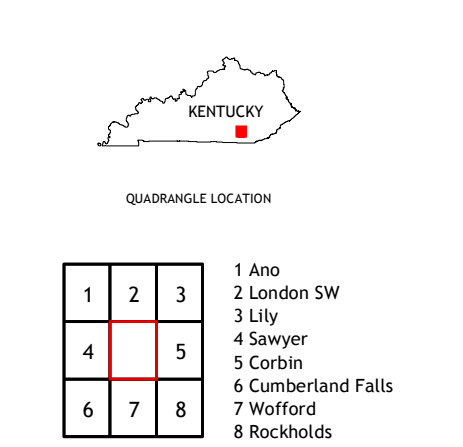 KENTUCKY
QUADRANGLE LOCATION
1 2 3
4 5
6 7 8
1 Ano
2 London SW
3 Lily
4 Sawyer
5 Corbin
6 Cumberland Falls
7 Wofford
8 Rockholds